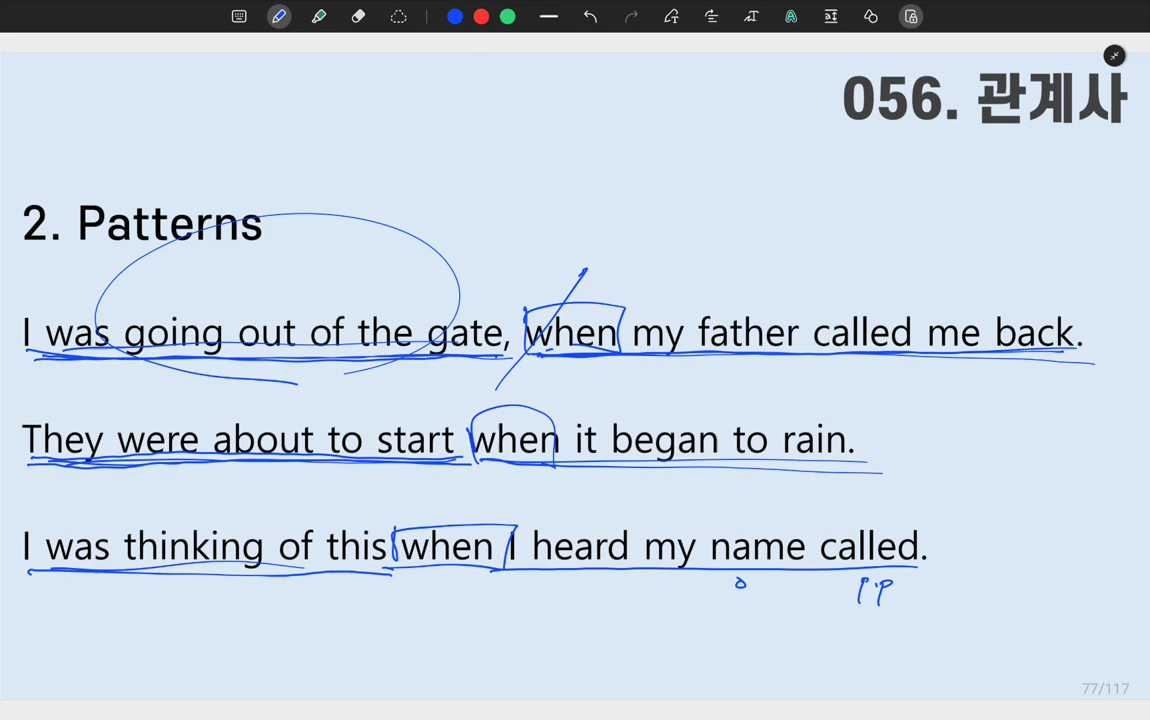 056. 관계사
2. Patterns
I was going out of the gate, when my father called me back.
They were about to start when it began to rain.
I was thinking of this when I heard my name called.
o p.p
77/117